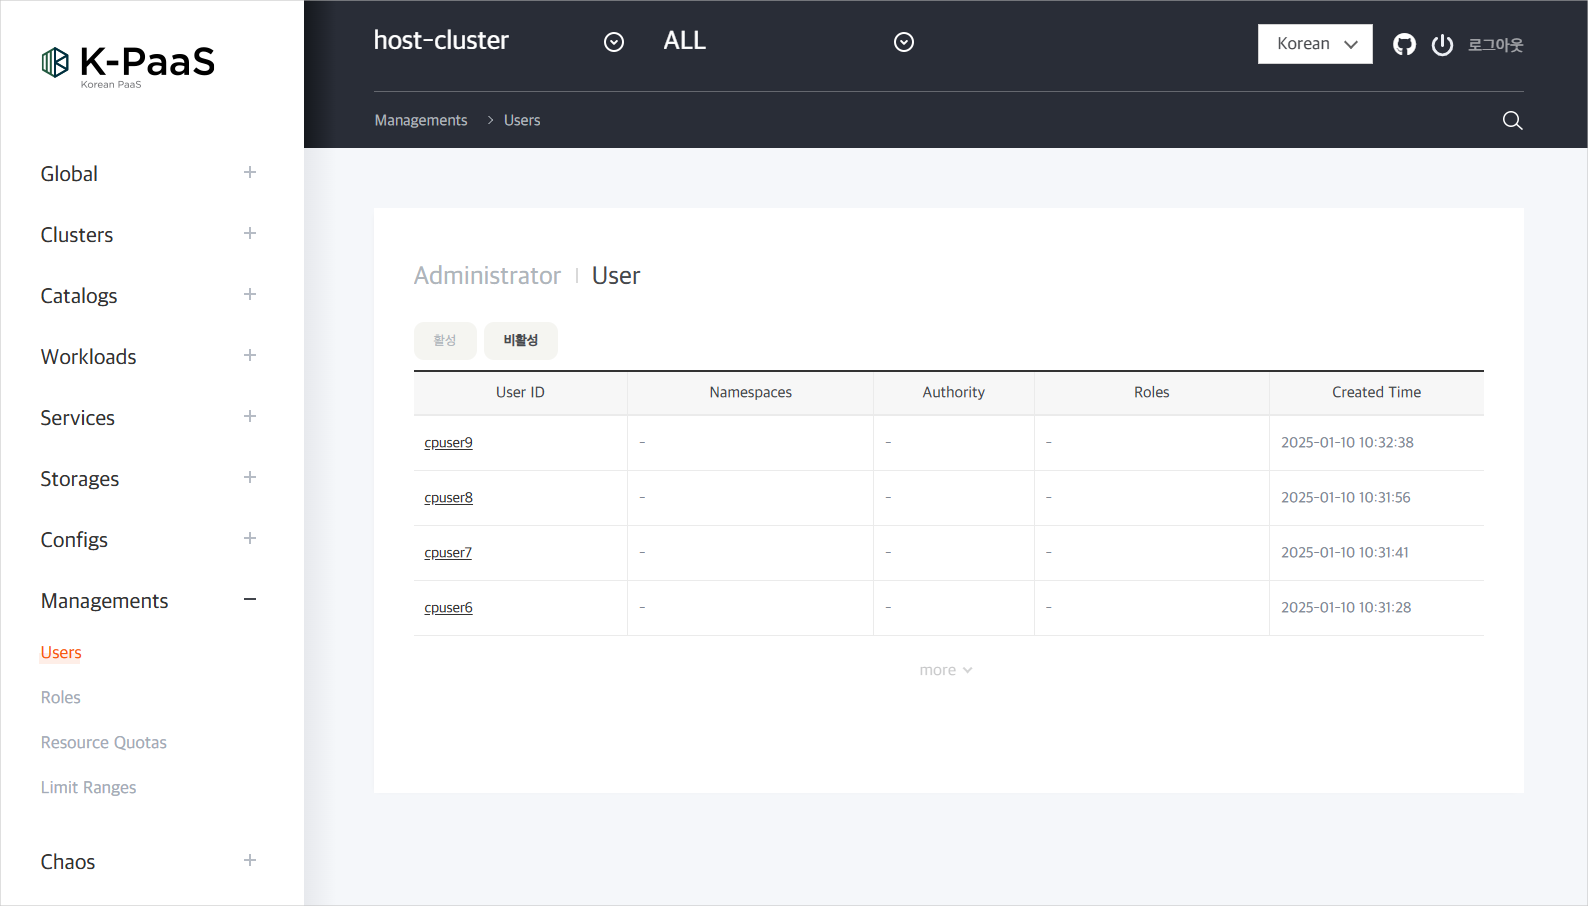 K-PaaS
Korean PaaS
host-cluster
ALL
Korean
로그아웃
Managements > Users
Global
Clusters
Catalogs
Workloads
Services
Storages
Configs
Managements
Users
Roles
Resource Quotas
Limit Ranges
Chaos
Administrator | User
활성
비활성
User ID Namespaces Authority Roles Created Time
cpuser9 - - - 2025-01-10 10:32:38
cpuser8 - - - 2025-01-10 10:31:56
cpuser7 - - - 2025-01-10 10:31:41
cpuser6 - - - 2025-01-10 10:31:28
more